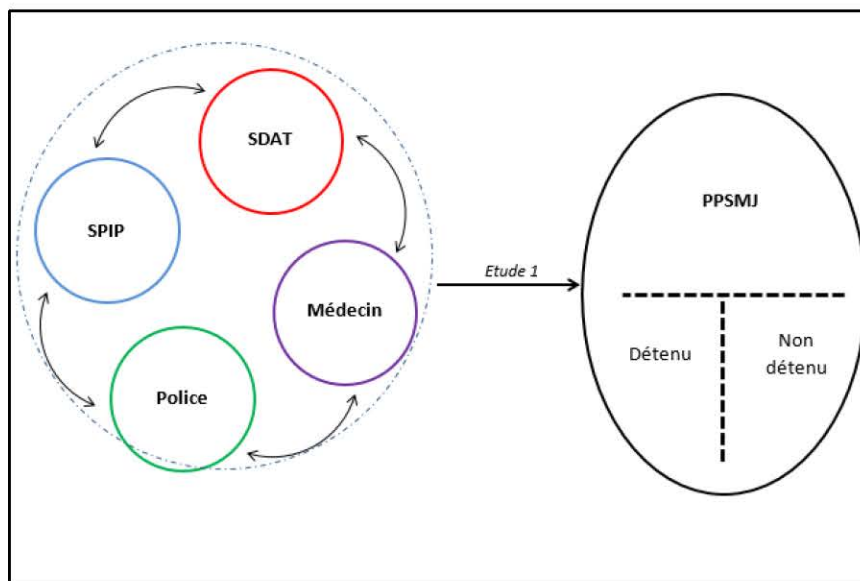 SDAT
SPIP
Médecin
Police
Etude 1
PPSMJ
Détenu
Non
détenu